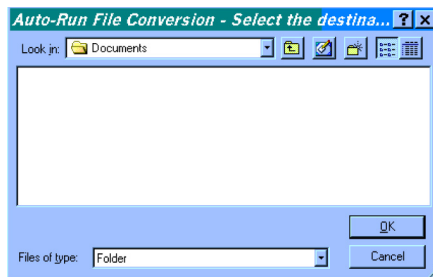 Auto-Run File Conversion - Select the destina...
Look in: Documents
OK
Files of type: Folder
Cancel